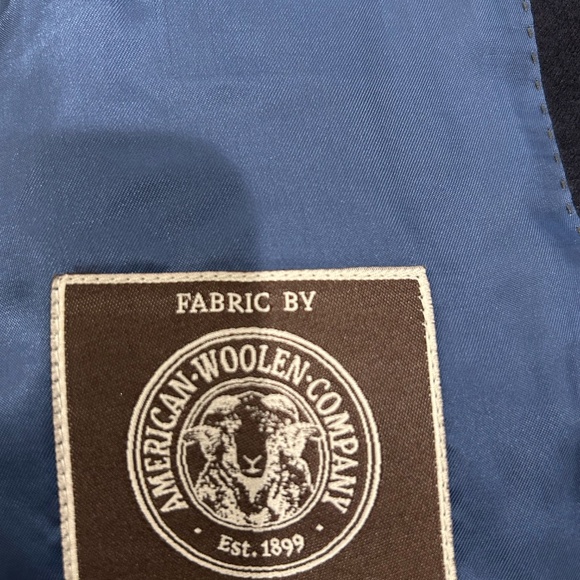 FABRIC BY
AMERICAN·WOOLEN·COMPANY
· Est. 1899 ·